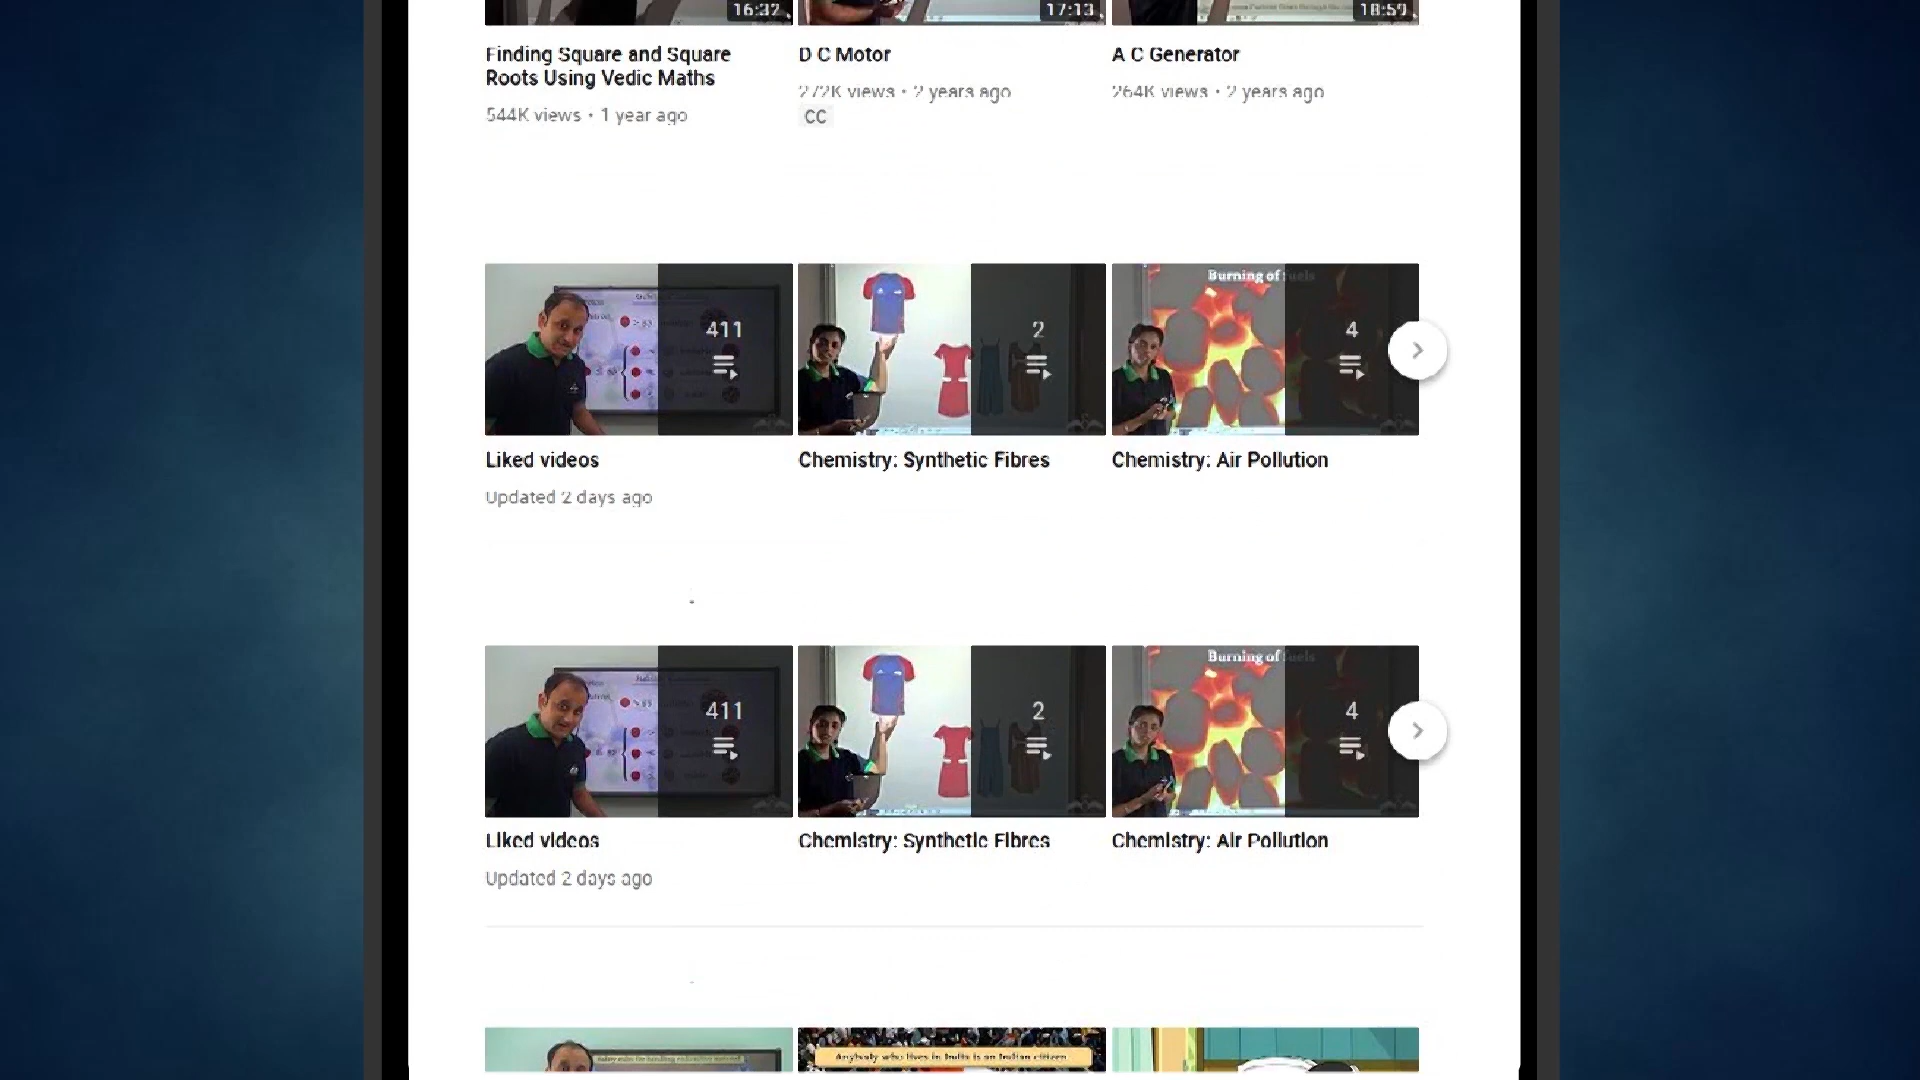 16:37
17:13
18:59
Finding Square and Square
Roots Using Vedic Maths
544K views • 1 year ago
D C Motor
272K views • 2 years ago
CC
A C Generator
264K views • 2 years ago
Burning of fuels
411
2
4
Liked videos
Updated 2 days ago
Chemistry: Synthetic Fibres
Chemistry: Air Pollution
Burning of fuels
411
2
4
Liked videos
Updated 2 days ago
Chemistry: Synthetic Fibres
Chemistry: Air Pollution
Anybody who lives in India is an Indian citizen